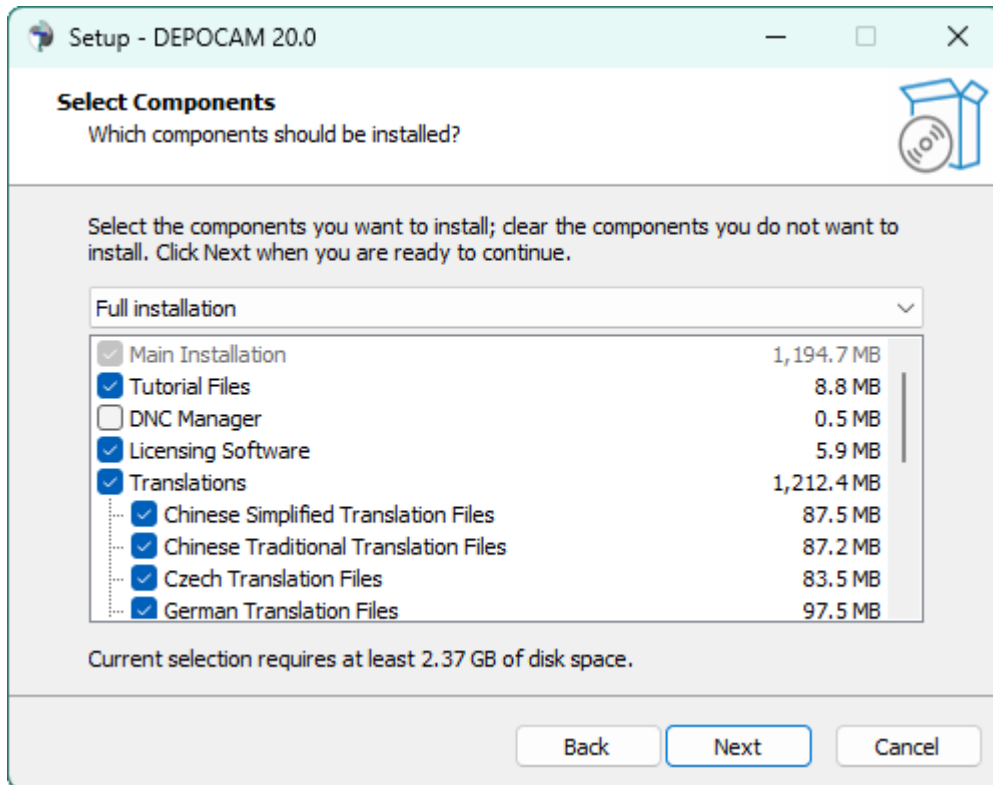 Setup - DEPOCAM 20.0
Select Components
Which components should be installed?
Select the components you want to install; clear the components you do not want to
install. Click Next when you are ready to continue.
Full installation
Main Installation 1,194.7 MB
Tutorial Files 8.8 MB
DNC Manager 0.5 MB
Licensing Software 5.9 MB
Translations 1,212.4 MB
Chinese Simplified Translation Files 87.5 MB
Chinese Traditional Translation Files 87.2 MB
Czech Translation Files 83.5 MB
German Translation Files 97.5 MB
Current selection requires at least 2.37 GB of disk space.
Back Next Cancel